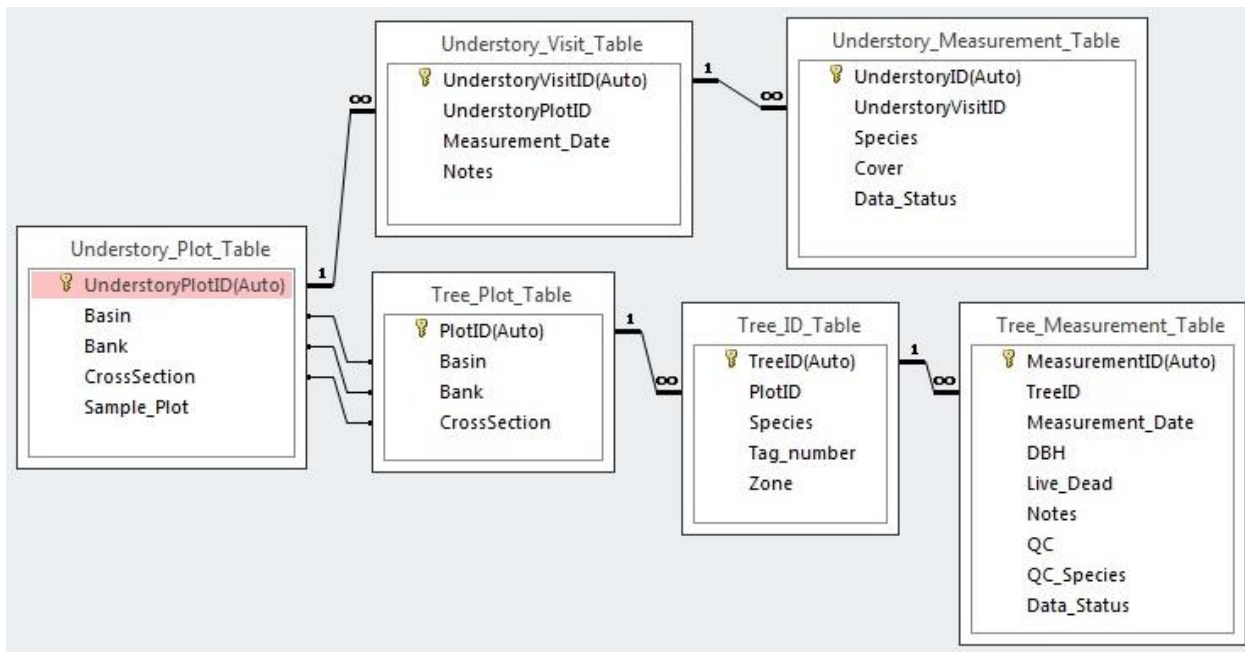 Understory_Visit_Table
UnderstoryVisitID(Auto)
UnderstoryPlotID
Measurement_Date
Notes
1
∞
Understory_Measurement_Table
UnderstoryID(Auto)
UnderstoryVisitID
Species
Cover
Data_Status
∞
Understory_Plot_Table
UnderstoryPlotID(Auto)
Basin
Bank
CrossSection
Sample_Plot
1
Tree_Plot_Table
PlotID(Auto)
Basin
Bank
CrossSection
1
∞
Tree_ID_Table
TreeID(Auto)
PlotID
Species
Tag_number
Zone
1
∞
Tree_Measurement_Table
MeasurementID(Auto)
TreeID
Measurement_Date
DBH
Live_Dead
Notes
QC
QC_Species
Data_Status